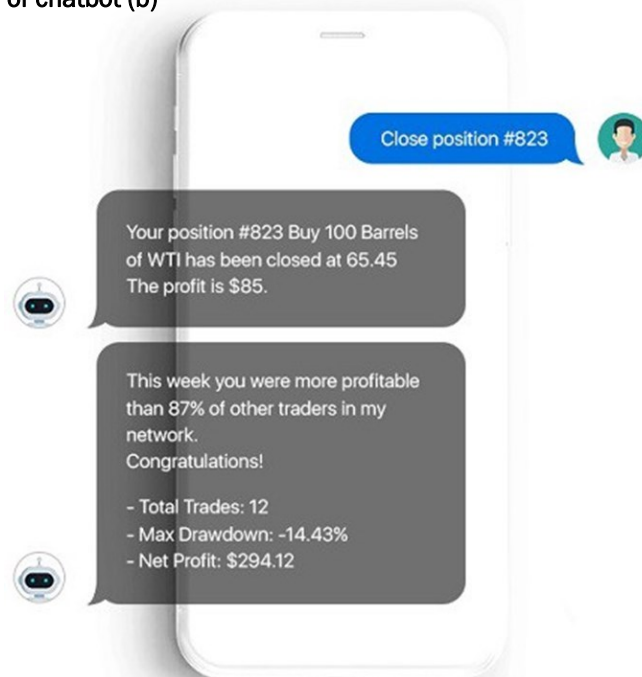 of chatbot (b)
Close position #823
Your position #823 Buy 100 Barrels
of WTI has been closed at 65.45
The profit is $85.
This week you were more profitable
than 87% of other traders in my
network.
Congratulations!
- Total Trades: 12
- Max Drawdown: -14.43%
- Net Profit: $294.12